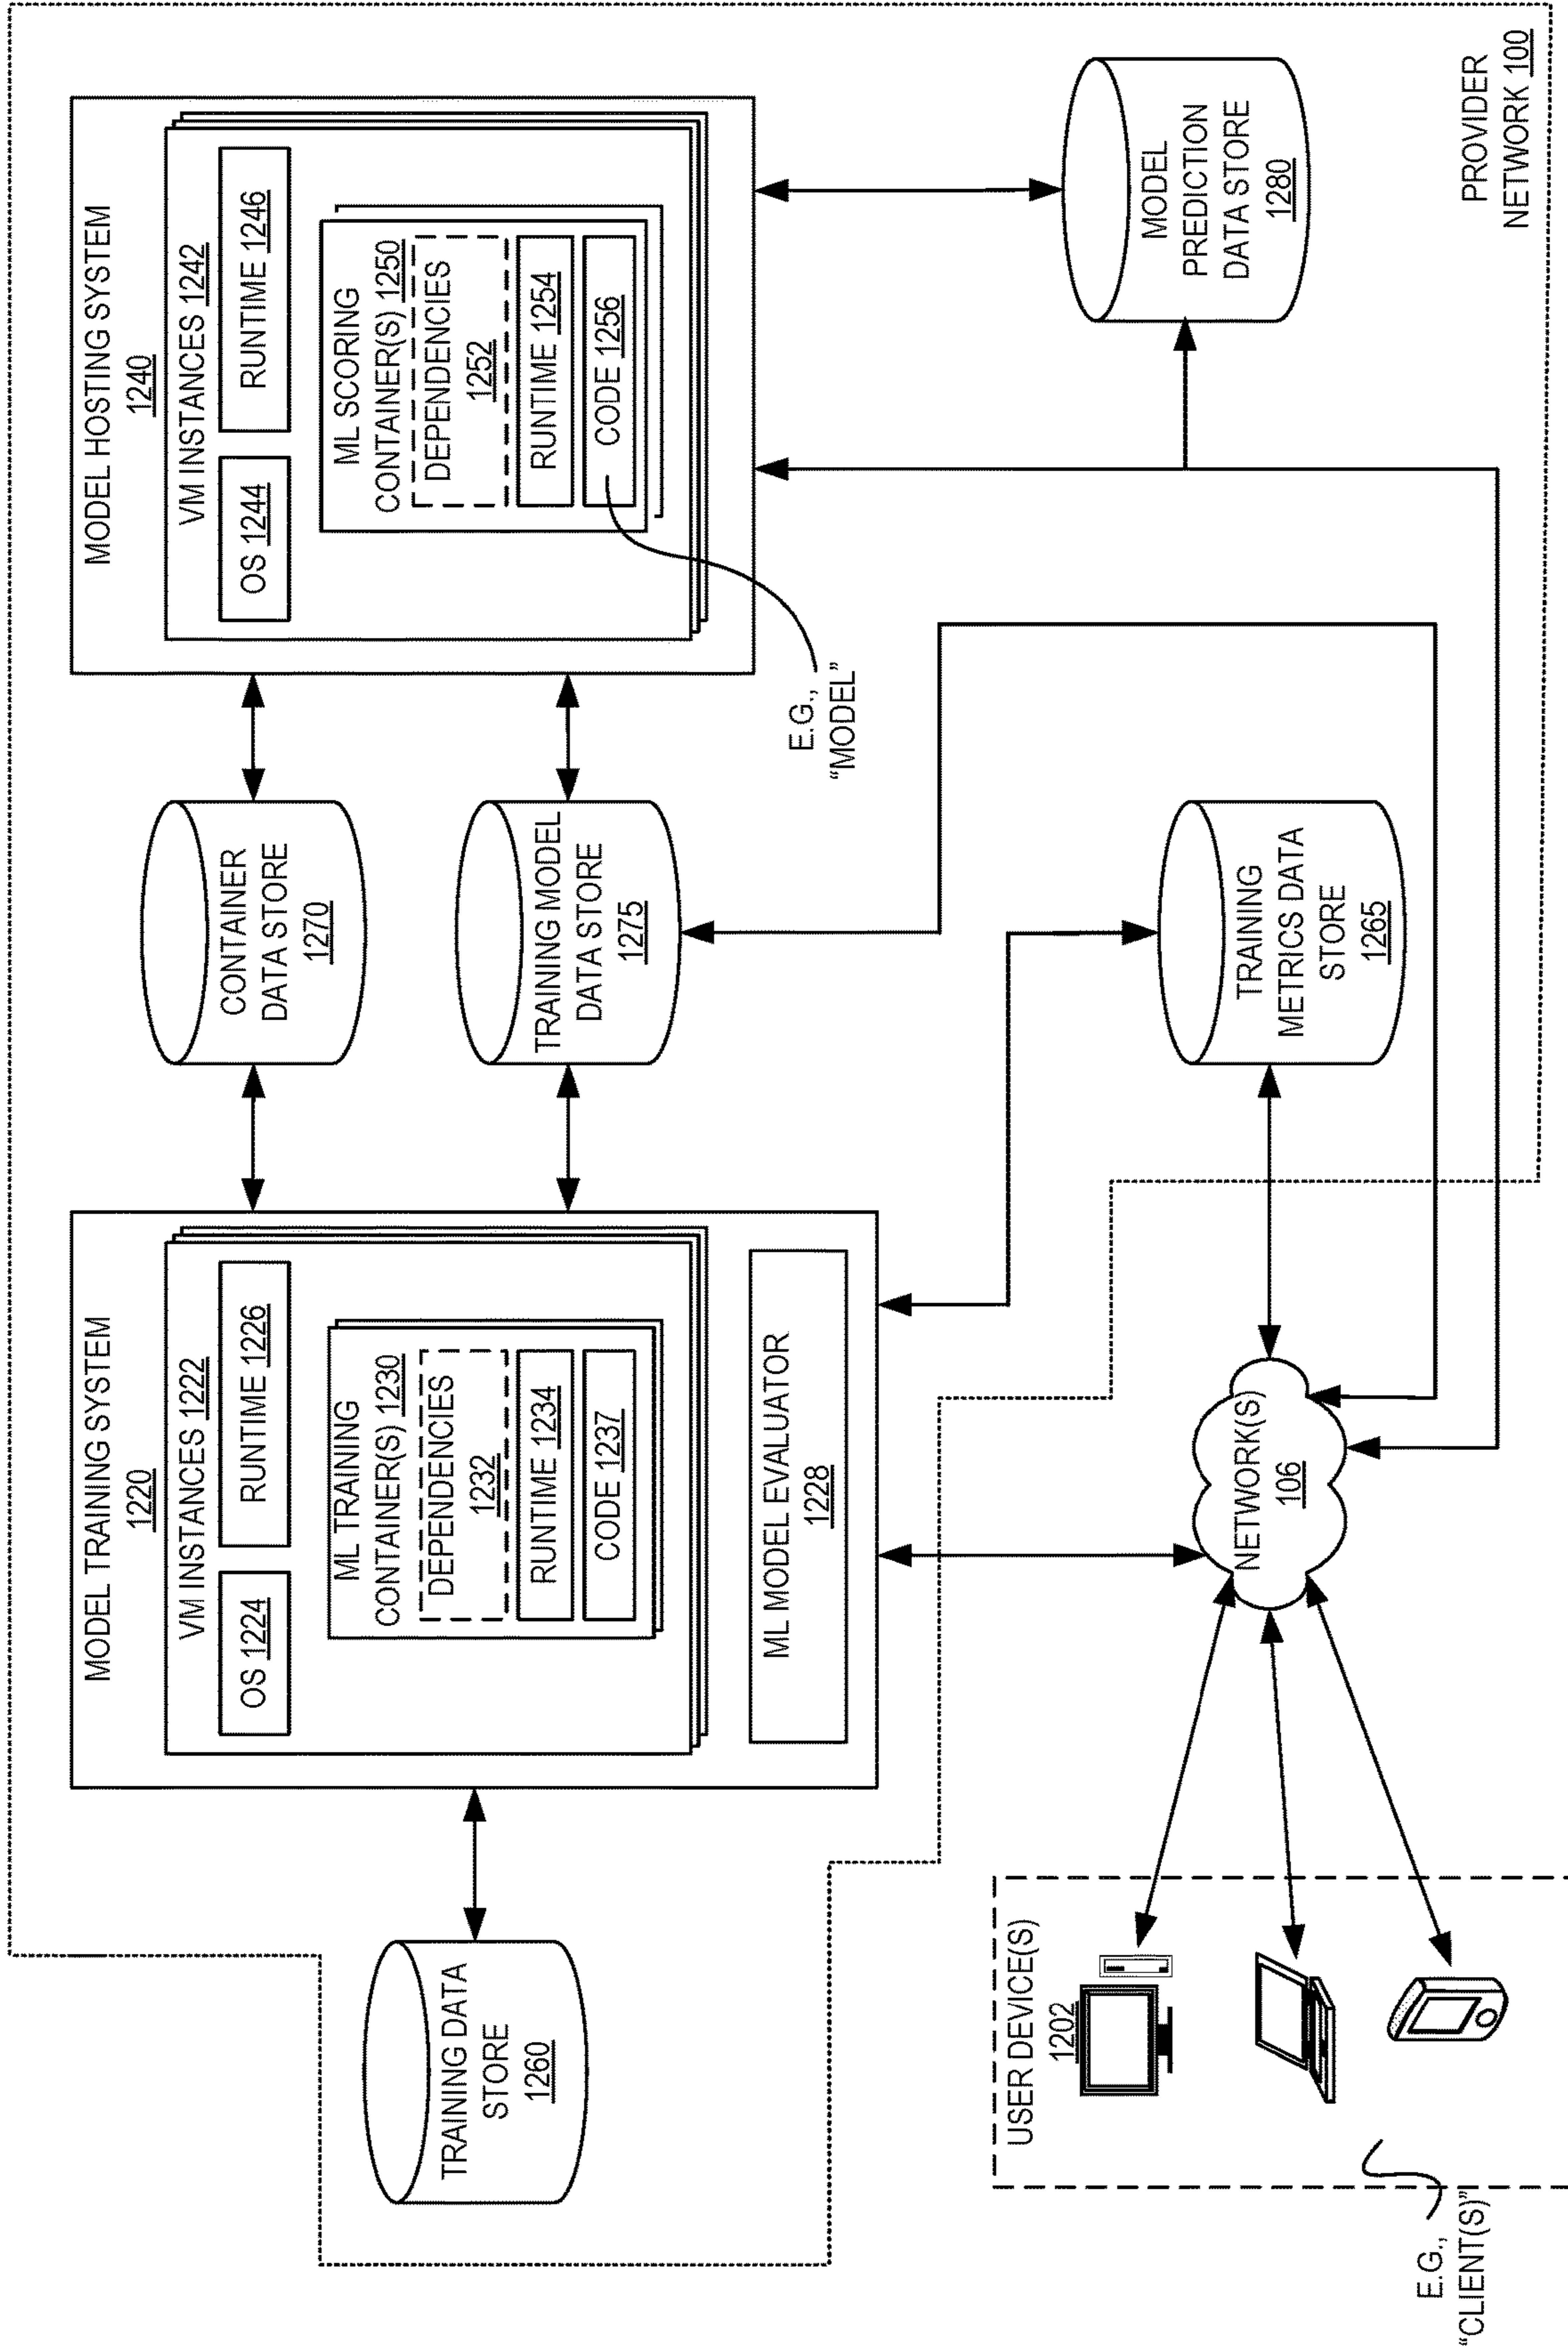 TRAINING DATA
STORE
1260
MODEL TRAINING SYSTEM
1220
VM INSTANCES 1222
OS 1224
RUNTIME 1226
ML TRAINING
CONTAINER(S) 1230
DEPENDENCIES
1232
RUNTIME 1234
CODE 1237
ML MODEL EVALUATOR
1228
CONTAINER
DATA STORE
1270
TRAINING MODEL
DATA STORE
1275
MODEL HOSTING SYSTEM
1240
VM INSTANCES 1242
OS 1244
RUNTIME 1246
ML SCORING
CONTAINER(S) 1250
DEPENDENCIES
1252
RUNTIME 1254
CODE 1256
E.G.,
“MODEL”
USER DEVICE(S)
1202
E.G.,
“CLIENT(S)”
NETWORK(S)
106
TRAINING
METRICS DATA
STORE
1265
MODEL
PREDICTION
DATA STORE
1280
PROVIDER
NETWORK 100